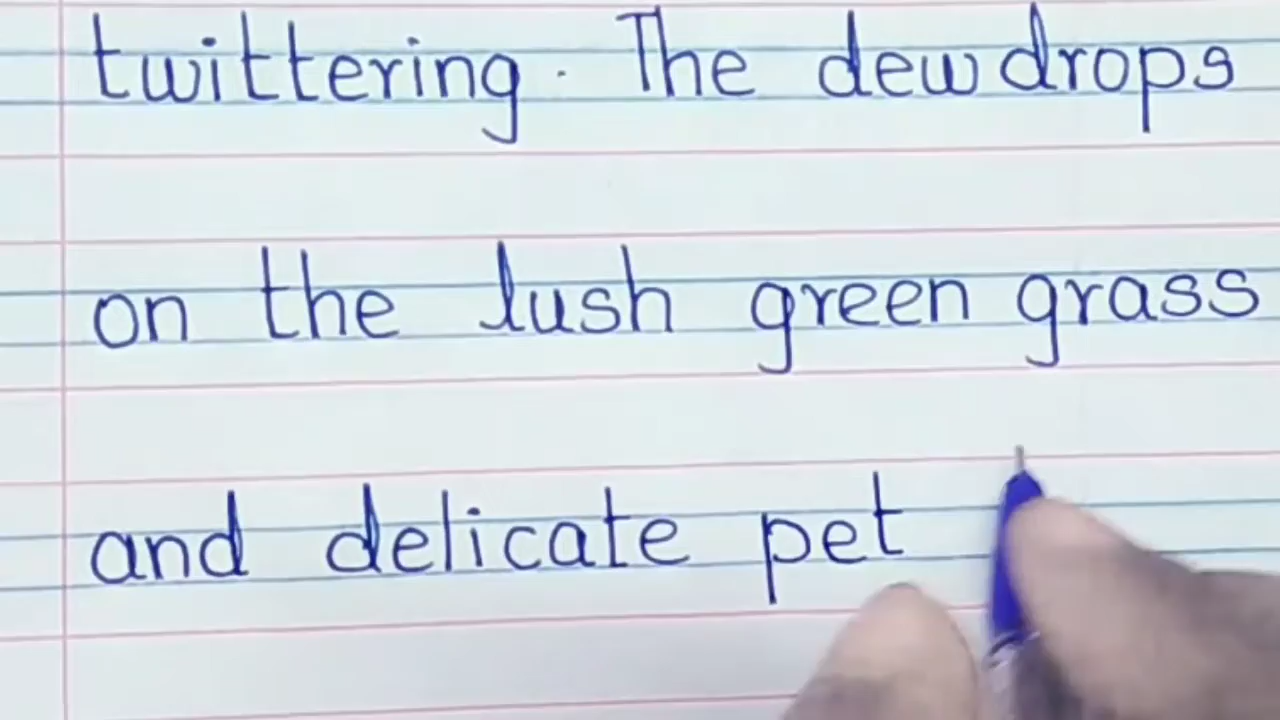 twittering. The dewdrops
on the lush green grass
and delicate pet